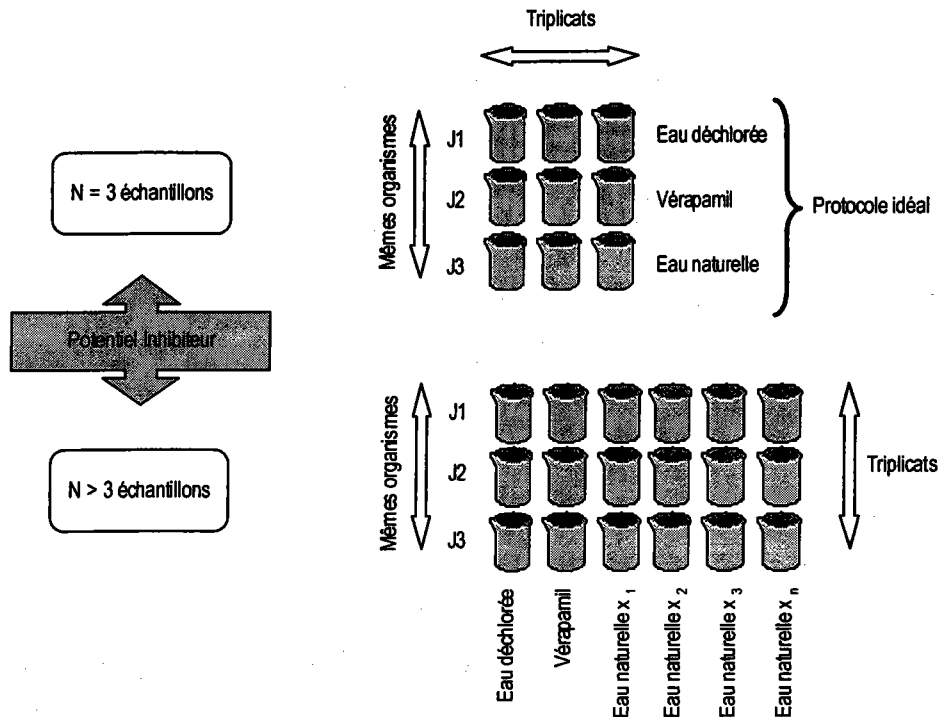 Triplicats
Mêmes organismes
J1
Eau déchlorée
J2
Vérapamil
J3
Eau naturelle
Protocole idéal
N = 3 échantillons
Potentiel Inhibiteur
N > 3 échantillons
Mêmes organismes
J1
J2
J3
Triplicats
Eau déchlorée
Vérapamil
Eau naturelle x 1
Eau naturelle x 2
Eau naturelle x 3
Eau naturelle x n